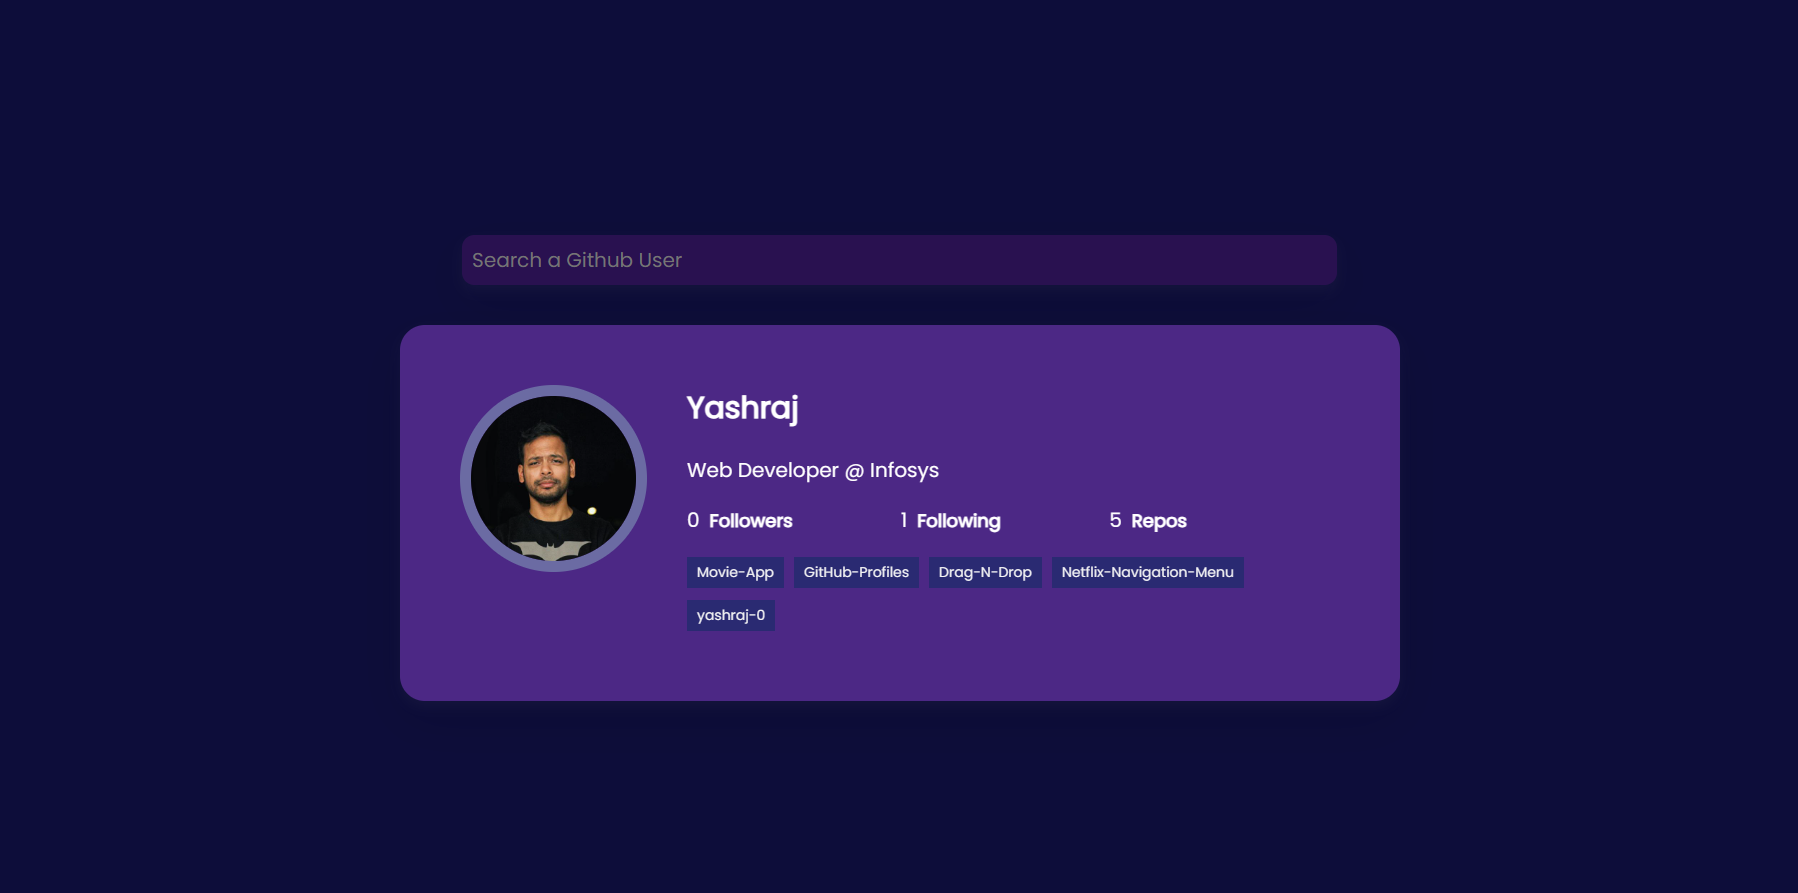 Search a Github User
Yashraj
Web Developer @ Infosys
0 Followers 1 Following 5 Repos
Movie-App GitHub-Profiles Drag-N-Drop Netflix-Navigation-Menu
yashraj-0